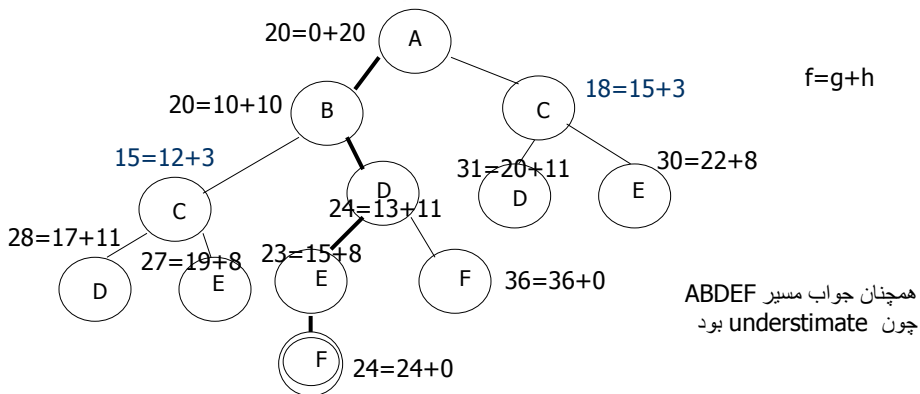 20=0+20
A
f=g+h
18=15+3
20=10+10
B
C
15=12+3
30=22+8
31=20+11
D
24=13+11
D
E
C
28=17+11
27=19+8
23=15+8
D
E
E
F
36=36+0
همچنان جواب مسیر ABDEF
چون understimate بود
F
24=24+0